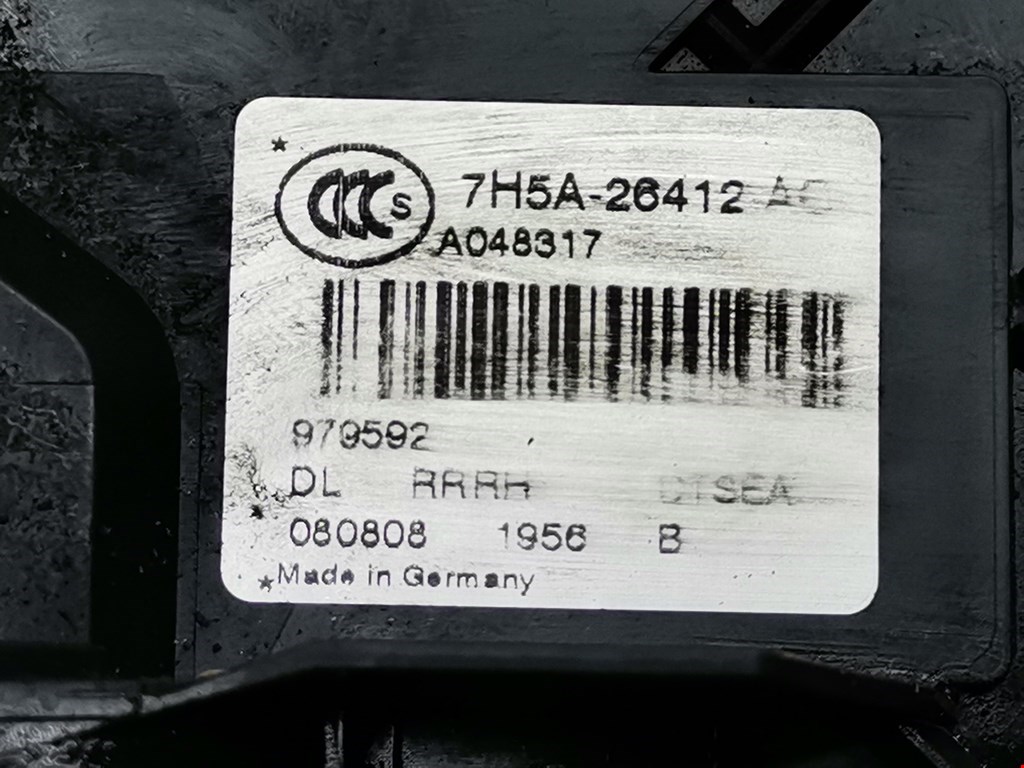 CCC S 7H5A-26412
A048317
979592
DL RRRH
080808 1956 B
Made in Germany